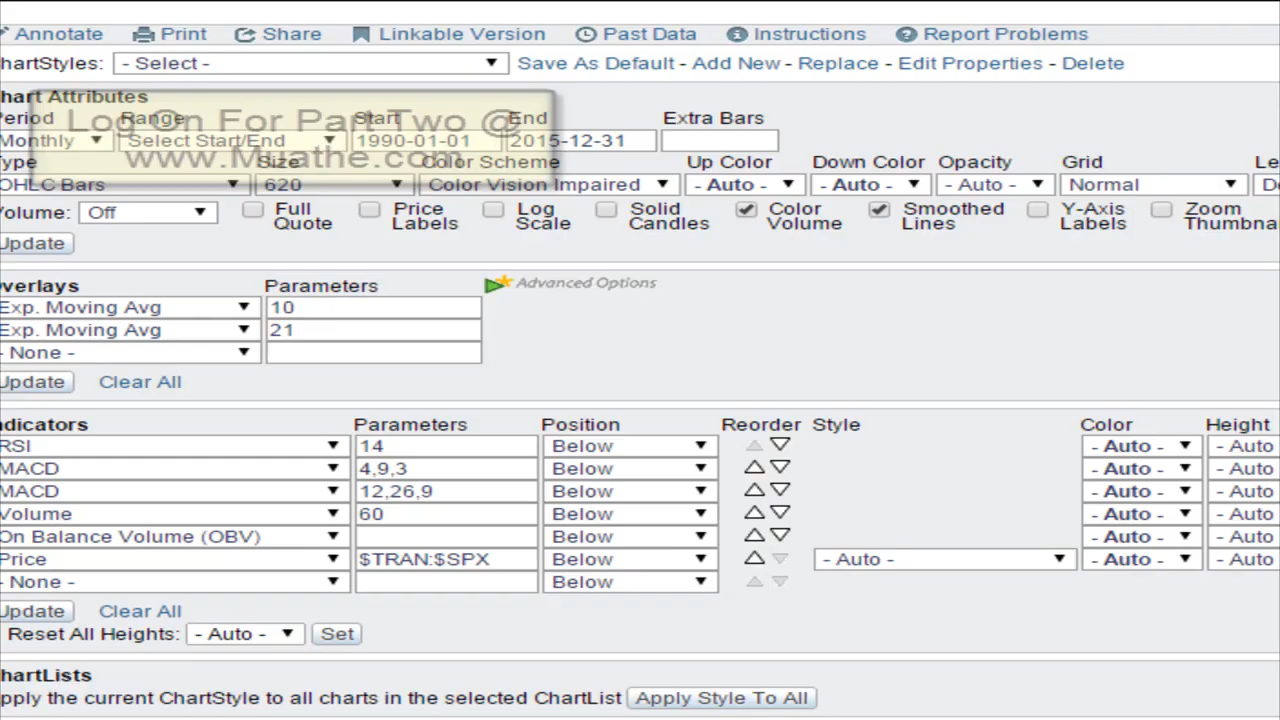 Annotate Print Share Linkable Version Past Data Instructions Report Problems
hartStyles: - Select - Save As Default - Add New - Replace - Edit Properties - Delete
hart Attributes
Log On For Part Two @
www.Mizathe.com
eriod Range Start End Extra Bars
Monthly Select Start/End 1990-01-01 2015-12-31
ype Size Color Scheme Up Color Down Color Opacity Grid Le
OHLC Bars 620 Color Vision Impaired - Auto - - Auto - - Auto - Normal D
olume: Off Full Quote Price Labels Log Scale Solid Candles Color Volume Smoothed Lines Y-Axis Labels Zoom Thumbna
Update
verlays Parameters Advanced Options
Exp. Moving Avg 10
Exp. Moving Avg 21
- None -
Update Clear All
ndicators Parameters Position Reorder Style Color Height
RSI 14 Below - Auto - - Auto
MACD 4,9,3 Below - Auto - - Auto
MACD 12,26,9 Below - Auto - - Auto
Volume 60 Below - Auto - - Auto
On Balance Volume (OBV) Below - Auto - - Auto
Price $TRAN:$SPX Below - Auto - - Auto - - Auto
- None - Below
Update Clear All
Reset All Heights: - Auto - Set
hartLists
pply the current ChartStyle to all charts in the selected ChartList Apply Style To All